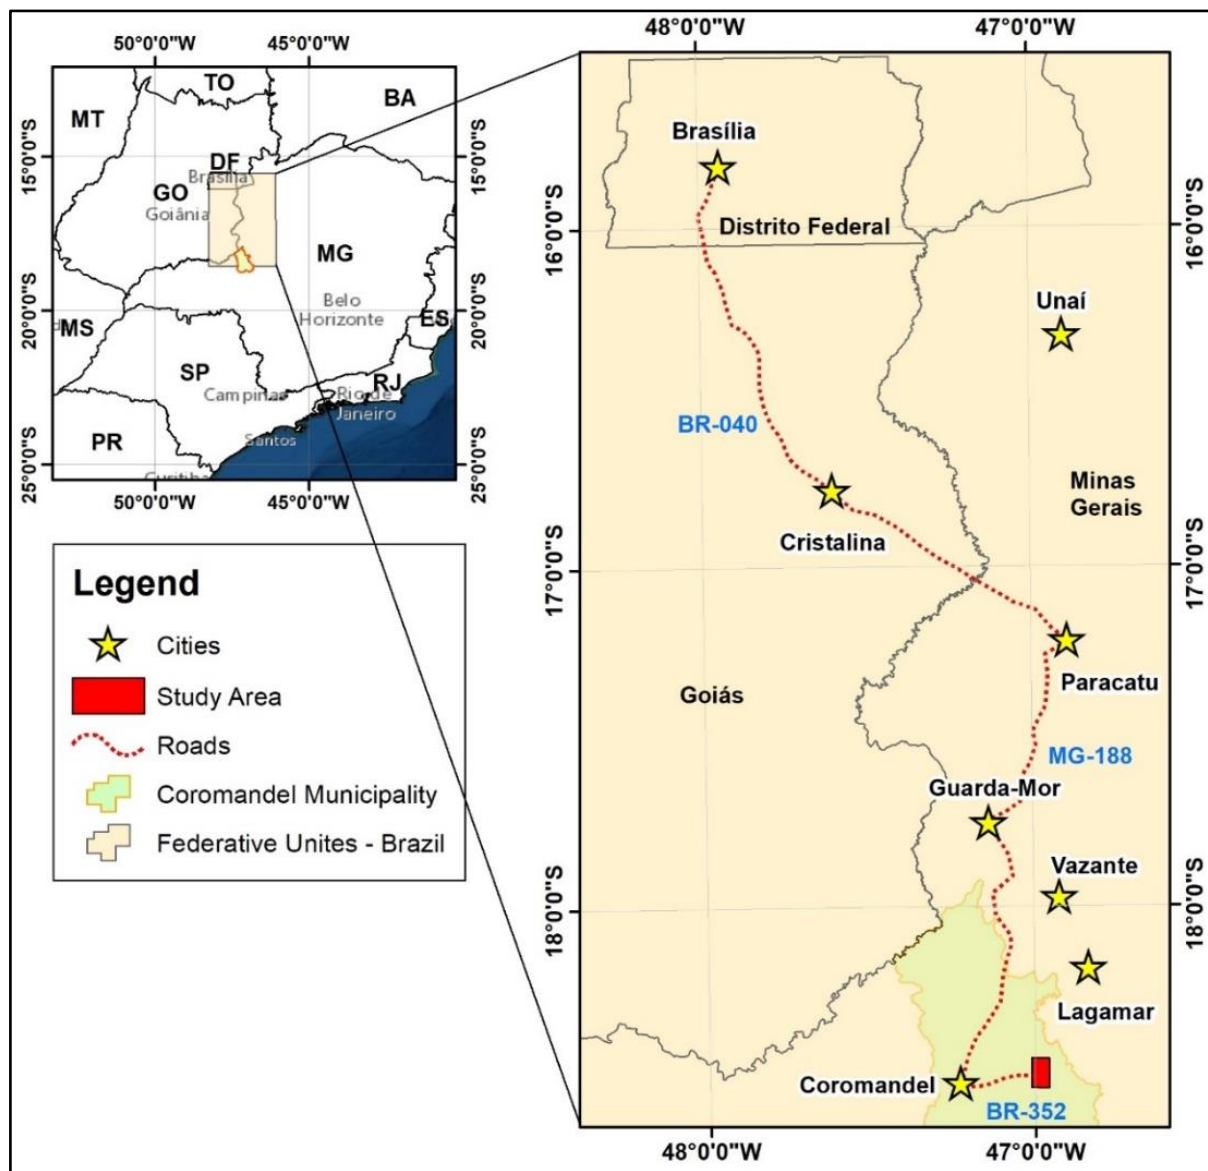 50°0'0"W
45°0'0"W
TO
BA
MT
15°0'0"S
15°0'0"S
DF
Brasília
GO
Goiânia
MG
Belo
Horizonte
20°0'0"S
20°0'0"S
MS
ES
SP
Campinas
RJ
Rio de
Janeiro
PR
Santos
Curitiba
25°0'0"S
25°0'0"S
50°0'0"W
45°0'0"W
Legend
Cities
Study Area
Roads
Coromandel Municipality
Federative Unites - Brazil
48°0'0"W
47°0'0"W
Brasília
Distrito Federal
16°0'0"S
16°0'0"S
Unaí
BR-040
Minas
Gerais
Cristalina
17°0'0"S
17°0'0"S
Paracatu
Goiás
MG-188
Guarda-Mor
Vazante
18°0'0"S
18°0'0"S
Lagamar
Coromandel
BR-352
48°0'0"W
47°0'0"W